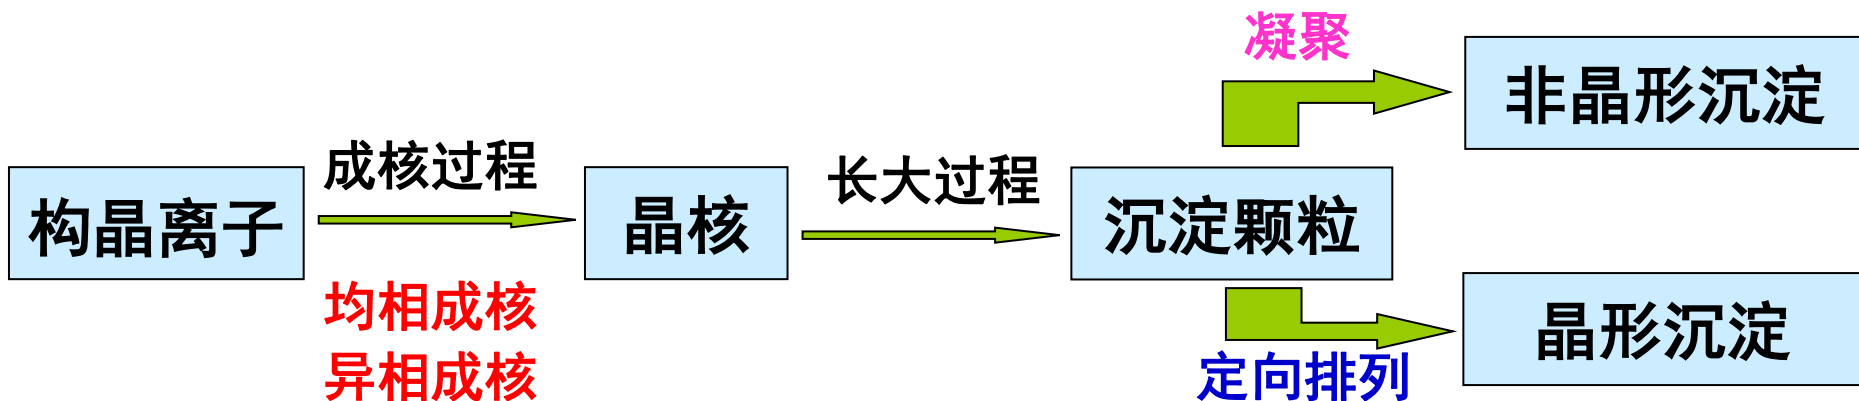 凝聚
非晶形沉淀
成核过程
长大过程
构晶离子
晶核
沉淀颗粒
均相成核
异相成核
晶形沉淀
定向排列